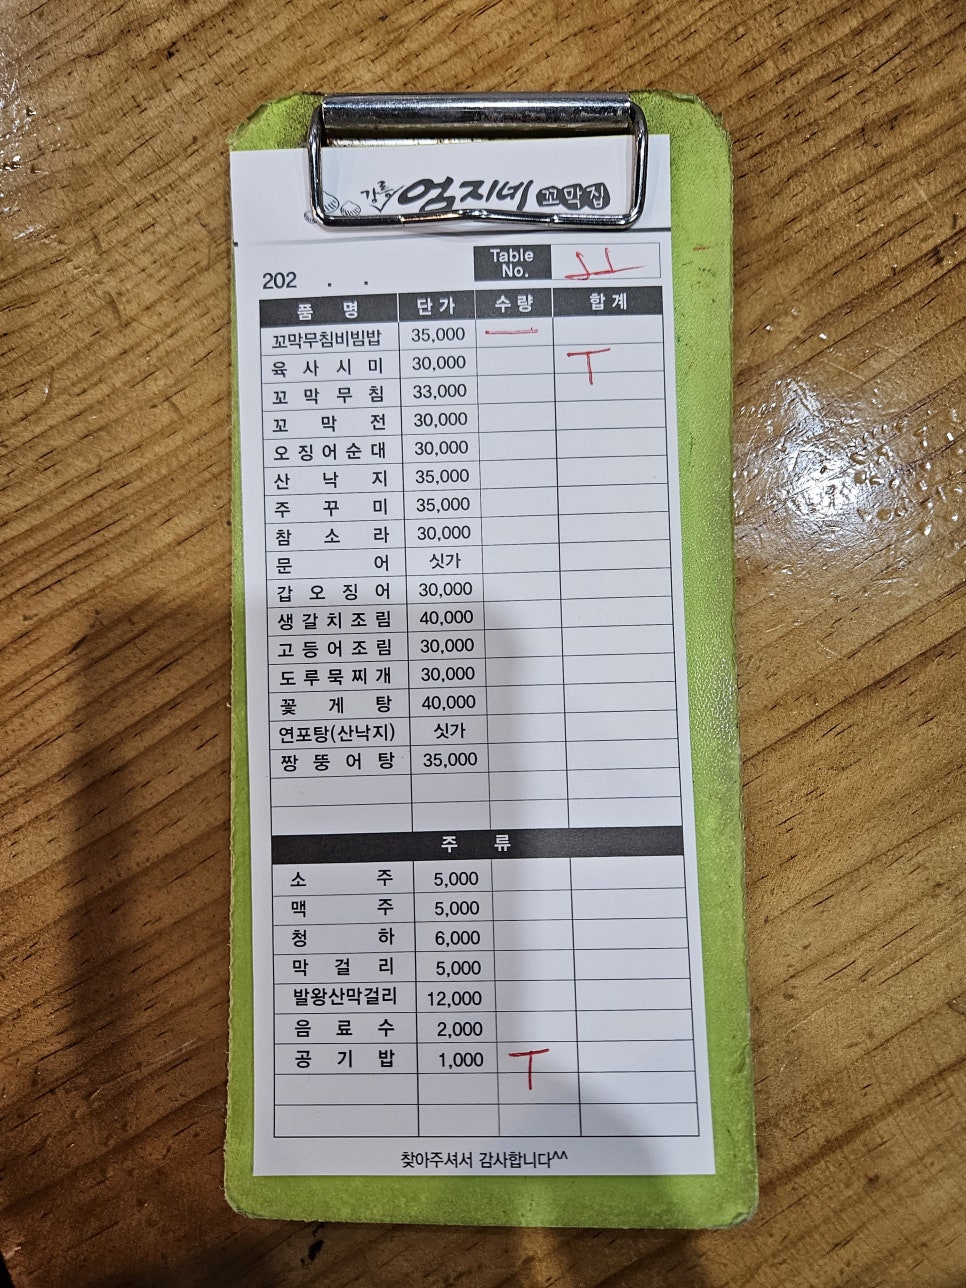 강릉 엄지네 꼬막집
Table No.
202 . .
품 명 단가 수량 합계
꼬막무침비빔밥 35,000 一
육사시미 30,000 T
꼬막무침 33,000
꼬막전 30,000
오징어순대 30,000
산낙지 35,000
주꾸미 35,000
참소라 30,000
문어 싯가
갑오징어 30,000
생갈치조림 40,000
고등어조림 30,000
도루묵찌개 30,000
꽃게탕 40,000
연포탕(산낙지) 싯가
짱뚱어탕 35,000
주 류
소주 5,000
맥주 5,000
청하 6,000
막걸리 5,000
발왕산막걸리 12,000
음료수 2,000
공기밥 1,000 T
찾아주셔서 감사합니다^^